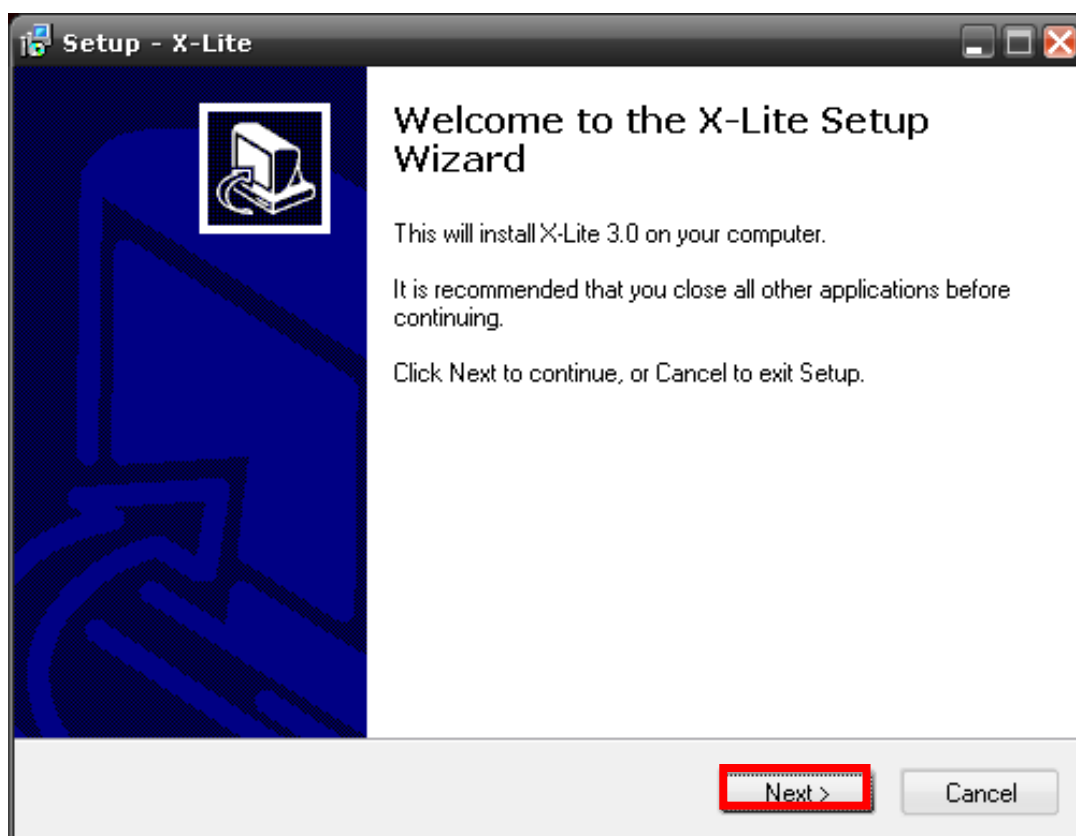 Setup - X-Lite
Welcome to the X-Lite Setup
Wizard
This will install X-Lite 3.0 on your computer.
It is recommended that you close all other applications before
continuing.
Click Next to continue, or Cancel to exit Setup.
Next >
Cancel